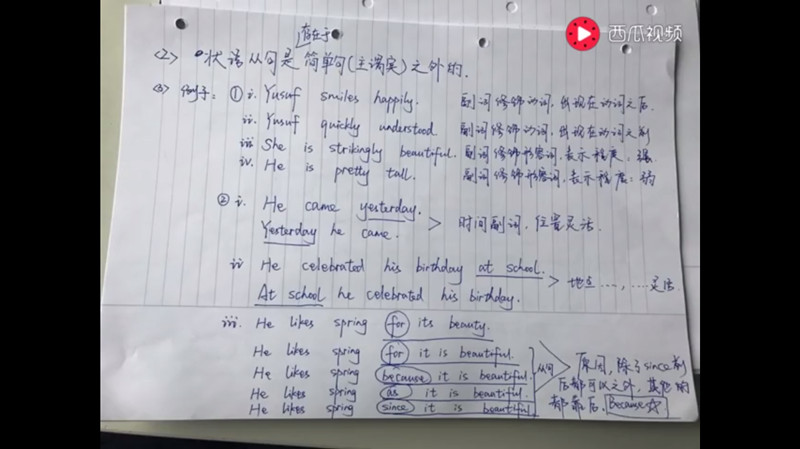 西瓜视频
存在于
<2> 状语从句是简单句(主谓宾)之外的.
<3> 例子: ① i. Yusuf smiles happily. 副词修饰动词, 出现在动词之后.
ii. Yusuf quickly understood. 副词修饰动词, 出现在动词之前
iii She is strikingly beautiful. 副词修饰形容词, 表示程度: 强
iv. He is pretty tall. 副词修饰形容词, 表示程度: 弱
② i. He came yesterday.
Yesterday he came. > 时间副词, 位置灵活.
ii He celebrated his birthday at school.
At school he celebrated his birthday. > 地点……, …灵活.
iii. He likes spring for its beauty.
He likes spring for it is beautiful.
He likes spring because it is beautiful.
He likes spring as it is beautiful.
He likes spring since it is beautiful
从句
原因, 除了since前
后都可以之外, 其他的
都靠后. Because☆